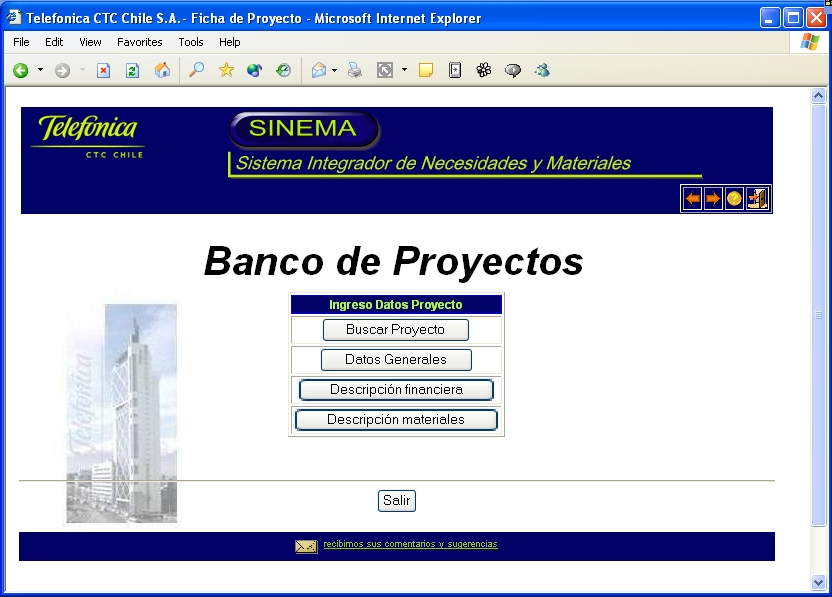 Telefonica CTC Chile S.A.- Ficha de Proyecto - Microsoft Internet Explorer
File Edit View Favorites Tools Help
Telefónica
CTC CHILE
SINEMA
Sistema Integrador de Necesidades y Materiales
Banco de Proyectos
Ingreso Datos Proyecto
Buscar Proyecto
Datos Generales
Descripción financiera
Descripción materiales
Telefónica
Salir
recibimos sus comentarios y sugerencias